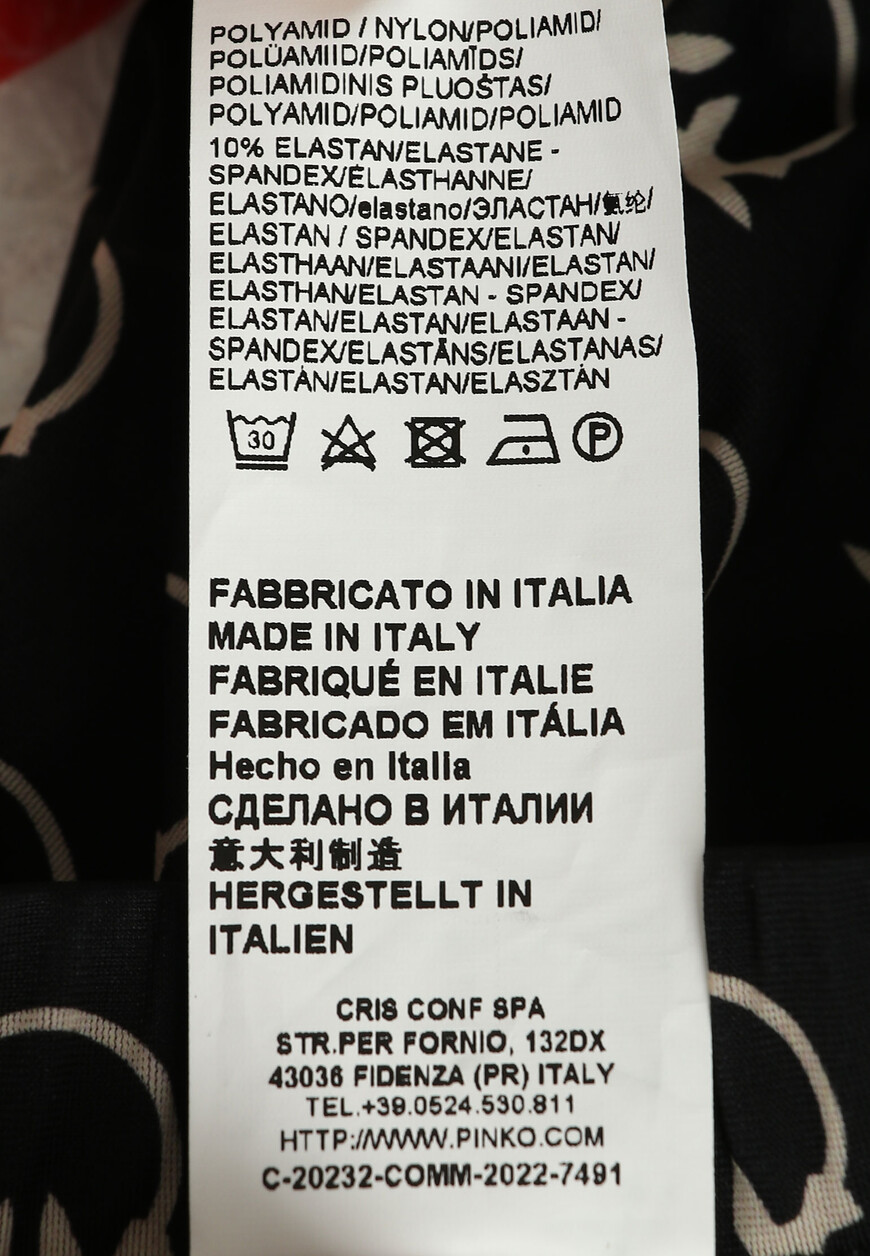 POLYAMID / NYLON/POLIAMID/
POLÜAMIID/POLIAMĪDS/
POLIAMIDINIS PLUOŠTAS/
POLYAMID/POLIAMID/POLIAMID
10% ELASTAN/ELASTANE -
SPANDEX/ÉLASTHANNE/
ELASTANO/elastano/ЭЛАСТАН/氨纶/
ELASTAN / SPANDEX/ELASTAN/
ELASTHAAN/ELASTAANI/ELASTAN/
ELASTHAN/ELASTAN - SPANDEX/
ELASTAN/ELASTAN/ELASTAAN -
SPANDEX/ELASTĀNS/ELASTANAS/
ELASTÁN/ELASTAN/ELASZTÁN
30 P
FABBRICATO IN ITALIA
MADE IN ITALY
FABRIQUÉ EN ITALIE
FABRICADO EM ITÁLIA
Hecho en Italia
СДЕЛАНО В ИТАЛИИ
意大利制造
HERGESTELLT IN
ITALIEN
CRIS CONF SPA
STR.PER FORNIO, 132DX
43036 FIDENZA (PR) ITALY
TEL.+39.0524.530.811
HTTP://WWW.PINKO.COM
C-20232-COMM-2022-7491